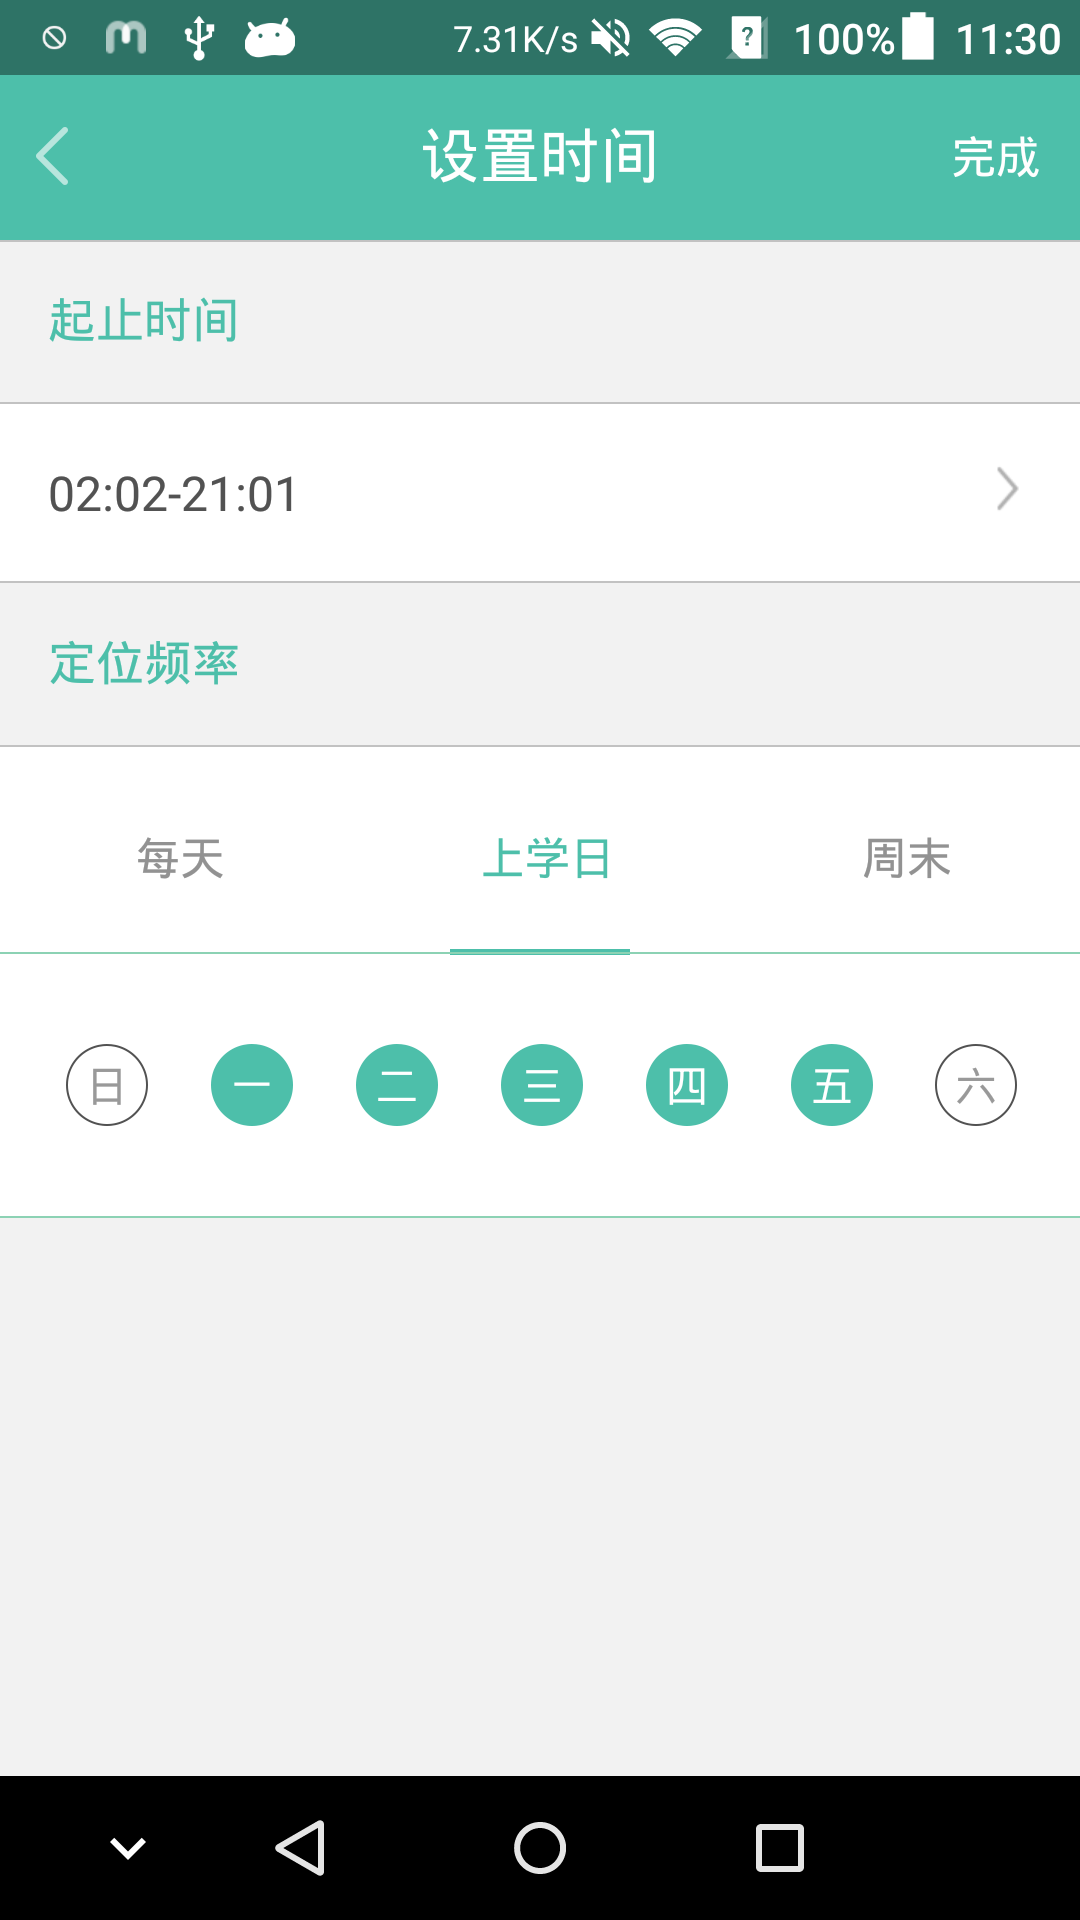 7.31K/s 100% 11:30
设置时间 完成
起止时间
02:02-21:01
定位频率
每天 上学日 周末
日 一 二 三 四 五 六